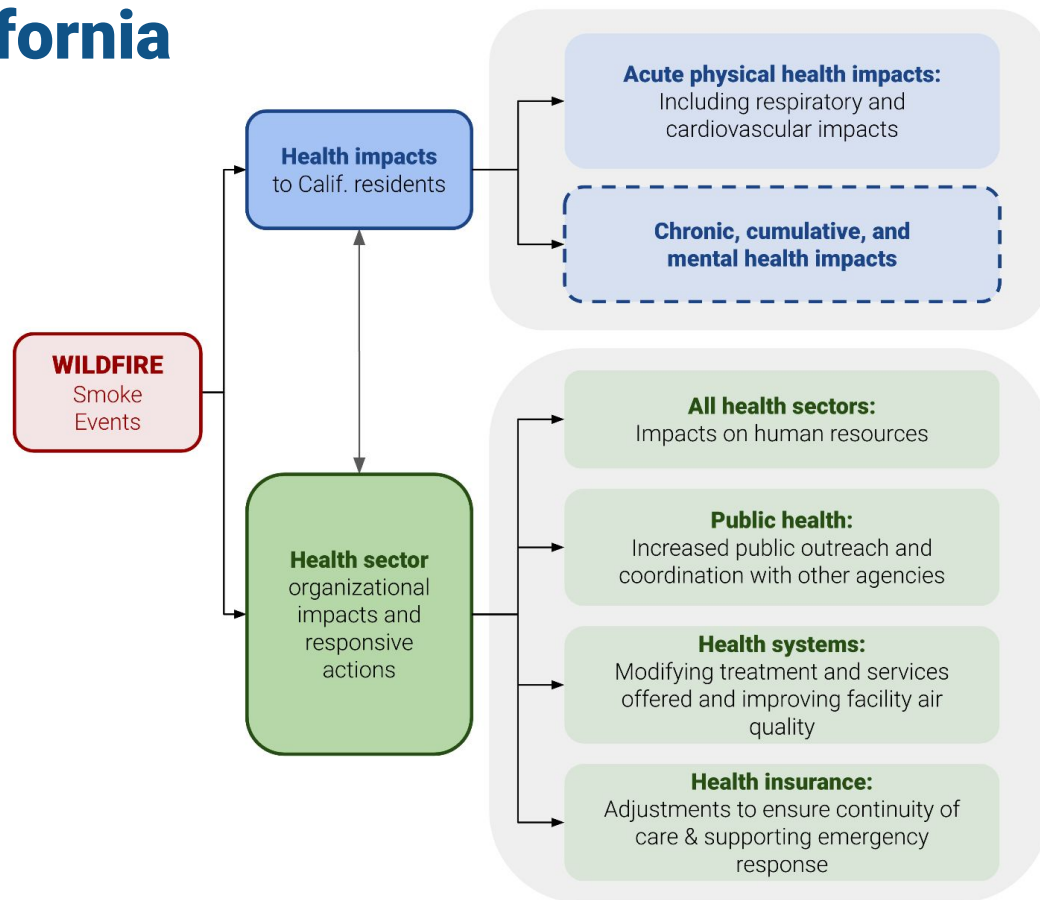 fornia
Acute physical health impacts:
Including respiratory and
cardiovascular impacts
Health impacts
to Calif. residents
Chronic, cumulative, and
mental health impacts
WILDFIRE
Smoke
Events
All health sectors:
Impacts on human resources
Public health:
Increased public outreach and
coordination with other agencies
Health sector
organizational
impacts and
responsive
actions
Health systems:
Modifying treatment and services
offered and improving facility air
quality
Health insurance:
Adjustments to ensure continuity of
care & supporting emergency
response